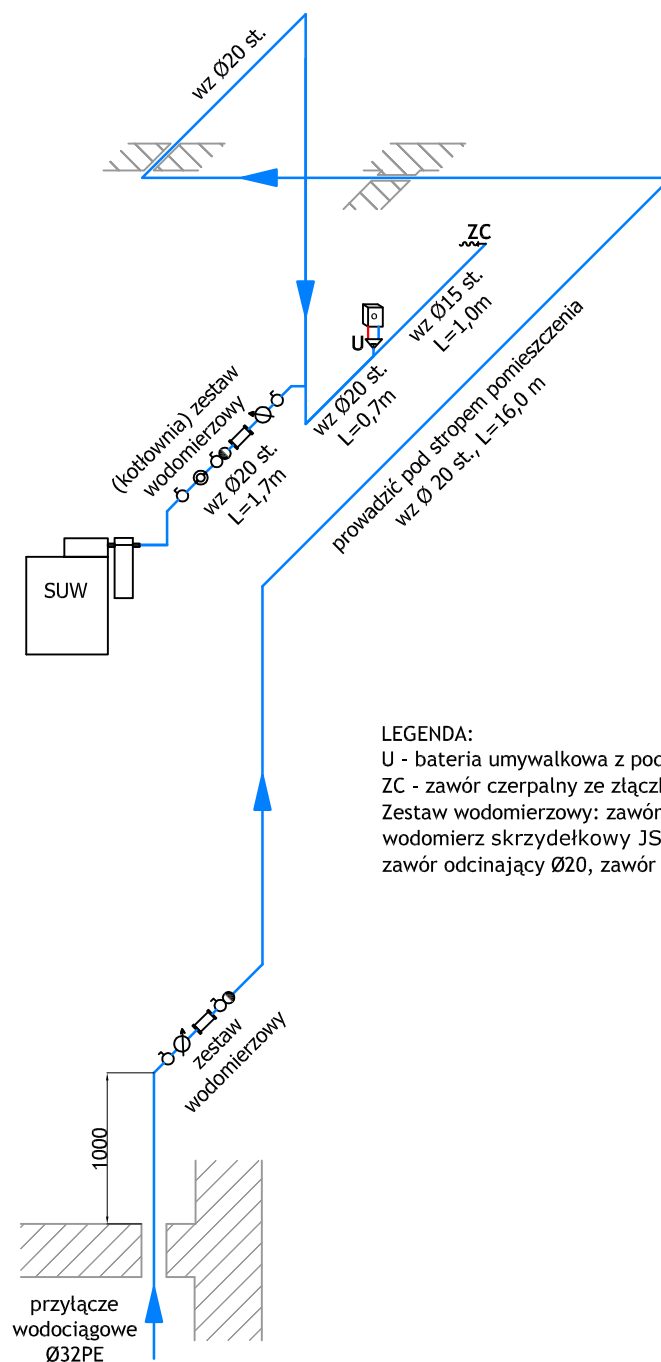 wz Ø20 st.
ZC
wz Ø15 st.
L=1,0m
U
wz Ø20 st.
L=0,7m
(kotłownia) zestaw
wodomierzowy
wz Ø20 st.
L=1,7m
prowadzić pod stropem pomieszczenia
wz Ø 20 st., L=16,0 m
SUW
LEGENDA:
U - bateria umywalkowa z
ZC - zawór czerpalny ze
Zestaw wodomierzowy: zawór
wodomierz skrzydełkowy JS
zawór odcinający Ø20, zawór
zestaw
wodomierzowy
1000
przyłącze
wodociągowe
Ø32PE